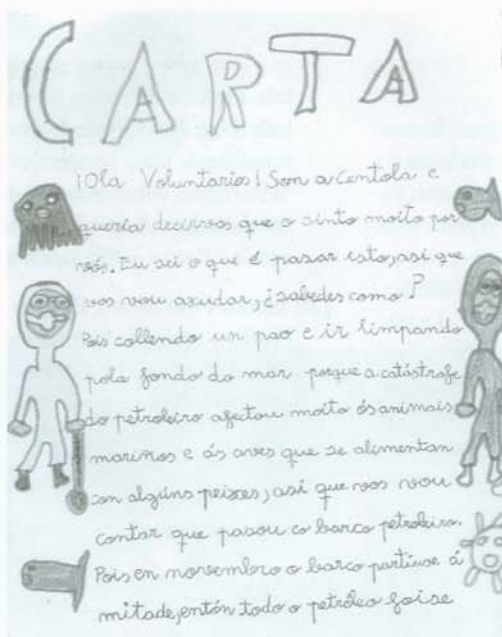 CARTA
¡Ola Voluntarios! Son a Centola e
quería decirvos que o sinto moito por
vós. Eu sei o que é pasar isto, así que
vos vou axudar, ¿sabedes como?
Pois collendo un pao e ir limpando
pola fondo do mar porque a catástrofe
do petroleiro afectou moito ós animais
mariños e ás aves que se alimentan
con algúns peixes, así que vos vou
contar que pasou co barco petroleiro.
Pois en novembro o barco partiuse á
mitade, entón todo o petróleo foise